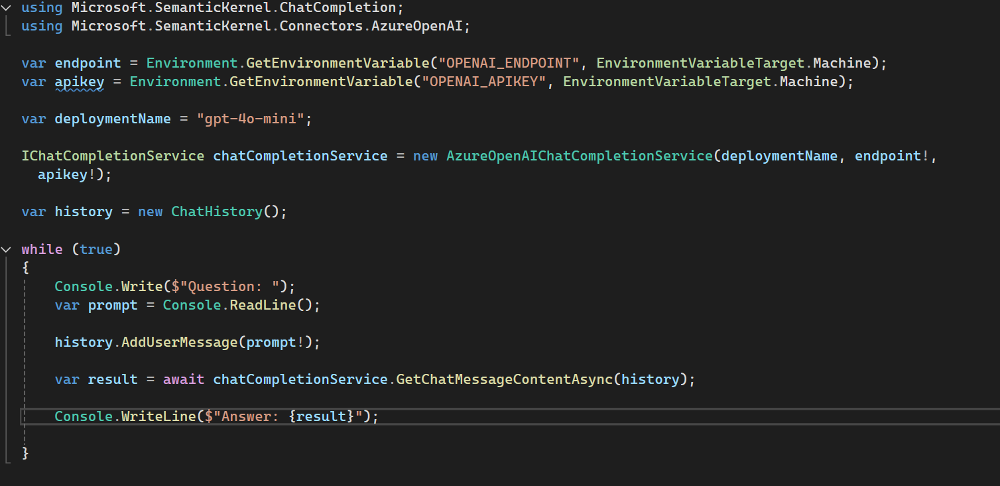 using Microsoft.SemanticKernel.ChatCompletion;
using Microsoft.SemanticKernel.Connectors.AzureOpenAI;
var endpoint = Environment.GetEnvironmentVariable("OPENAI_ENDPOINT", EnvironmentVariableTarget.Machine);
var apikey = Environment.GetEnvironmentVariable("OPENAI_APIKEY", EnvironmentVariableTarget.Machine);
var deploymentName = "gpt-4o-mini";
IChatCompletionService chatCompletionService = new AzureOpenAIChatCompletionService(deploymentName, endpoint!,
apikey!);
var history = new ChatHistory();
while (true)
{
Console.Write($"Question: ");
var prompt = Console.ReadLine();
history.AddUserMessage(prompt!);
var result = await chatCompletionService.GetChatMessageContentAsync(history);
Console.WriteLine($"Answer: {result}");
}